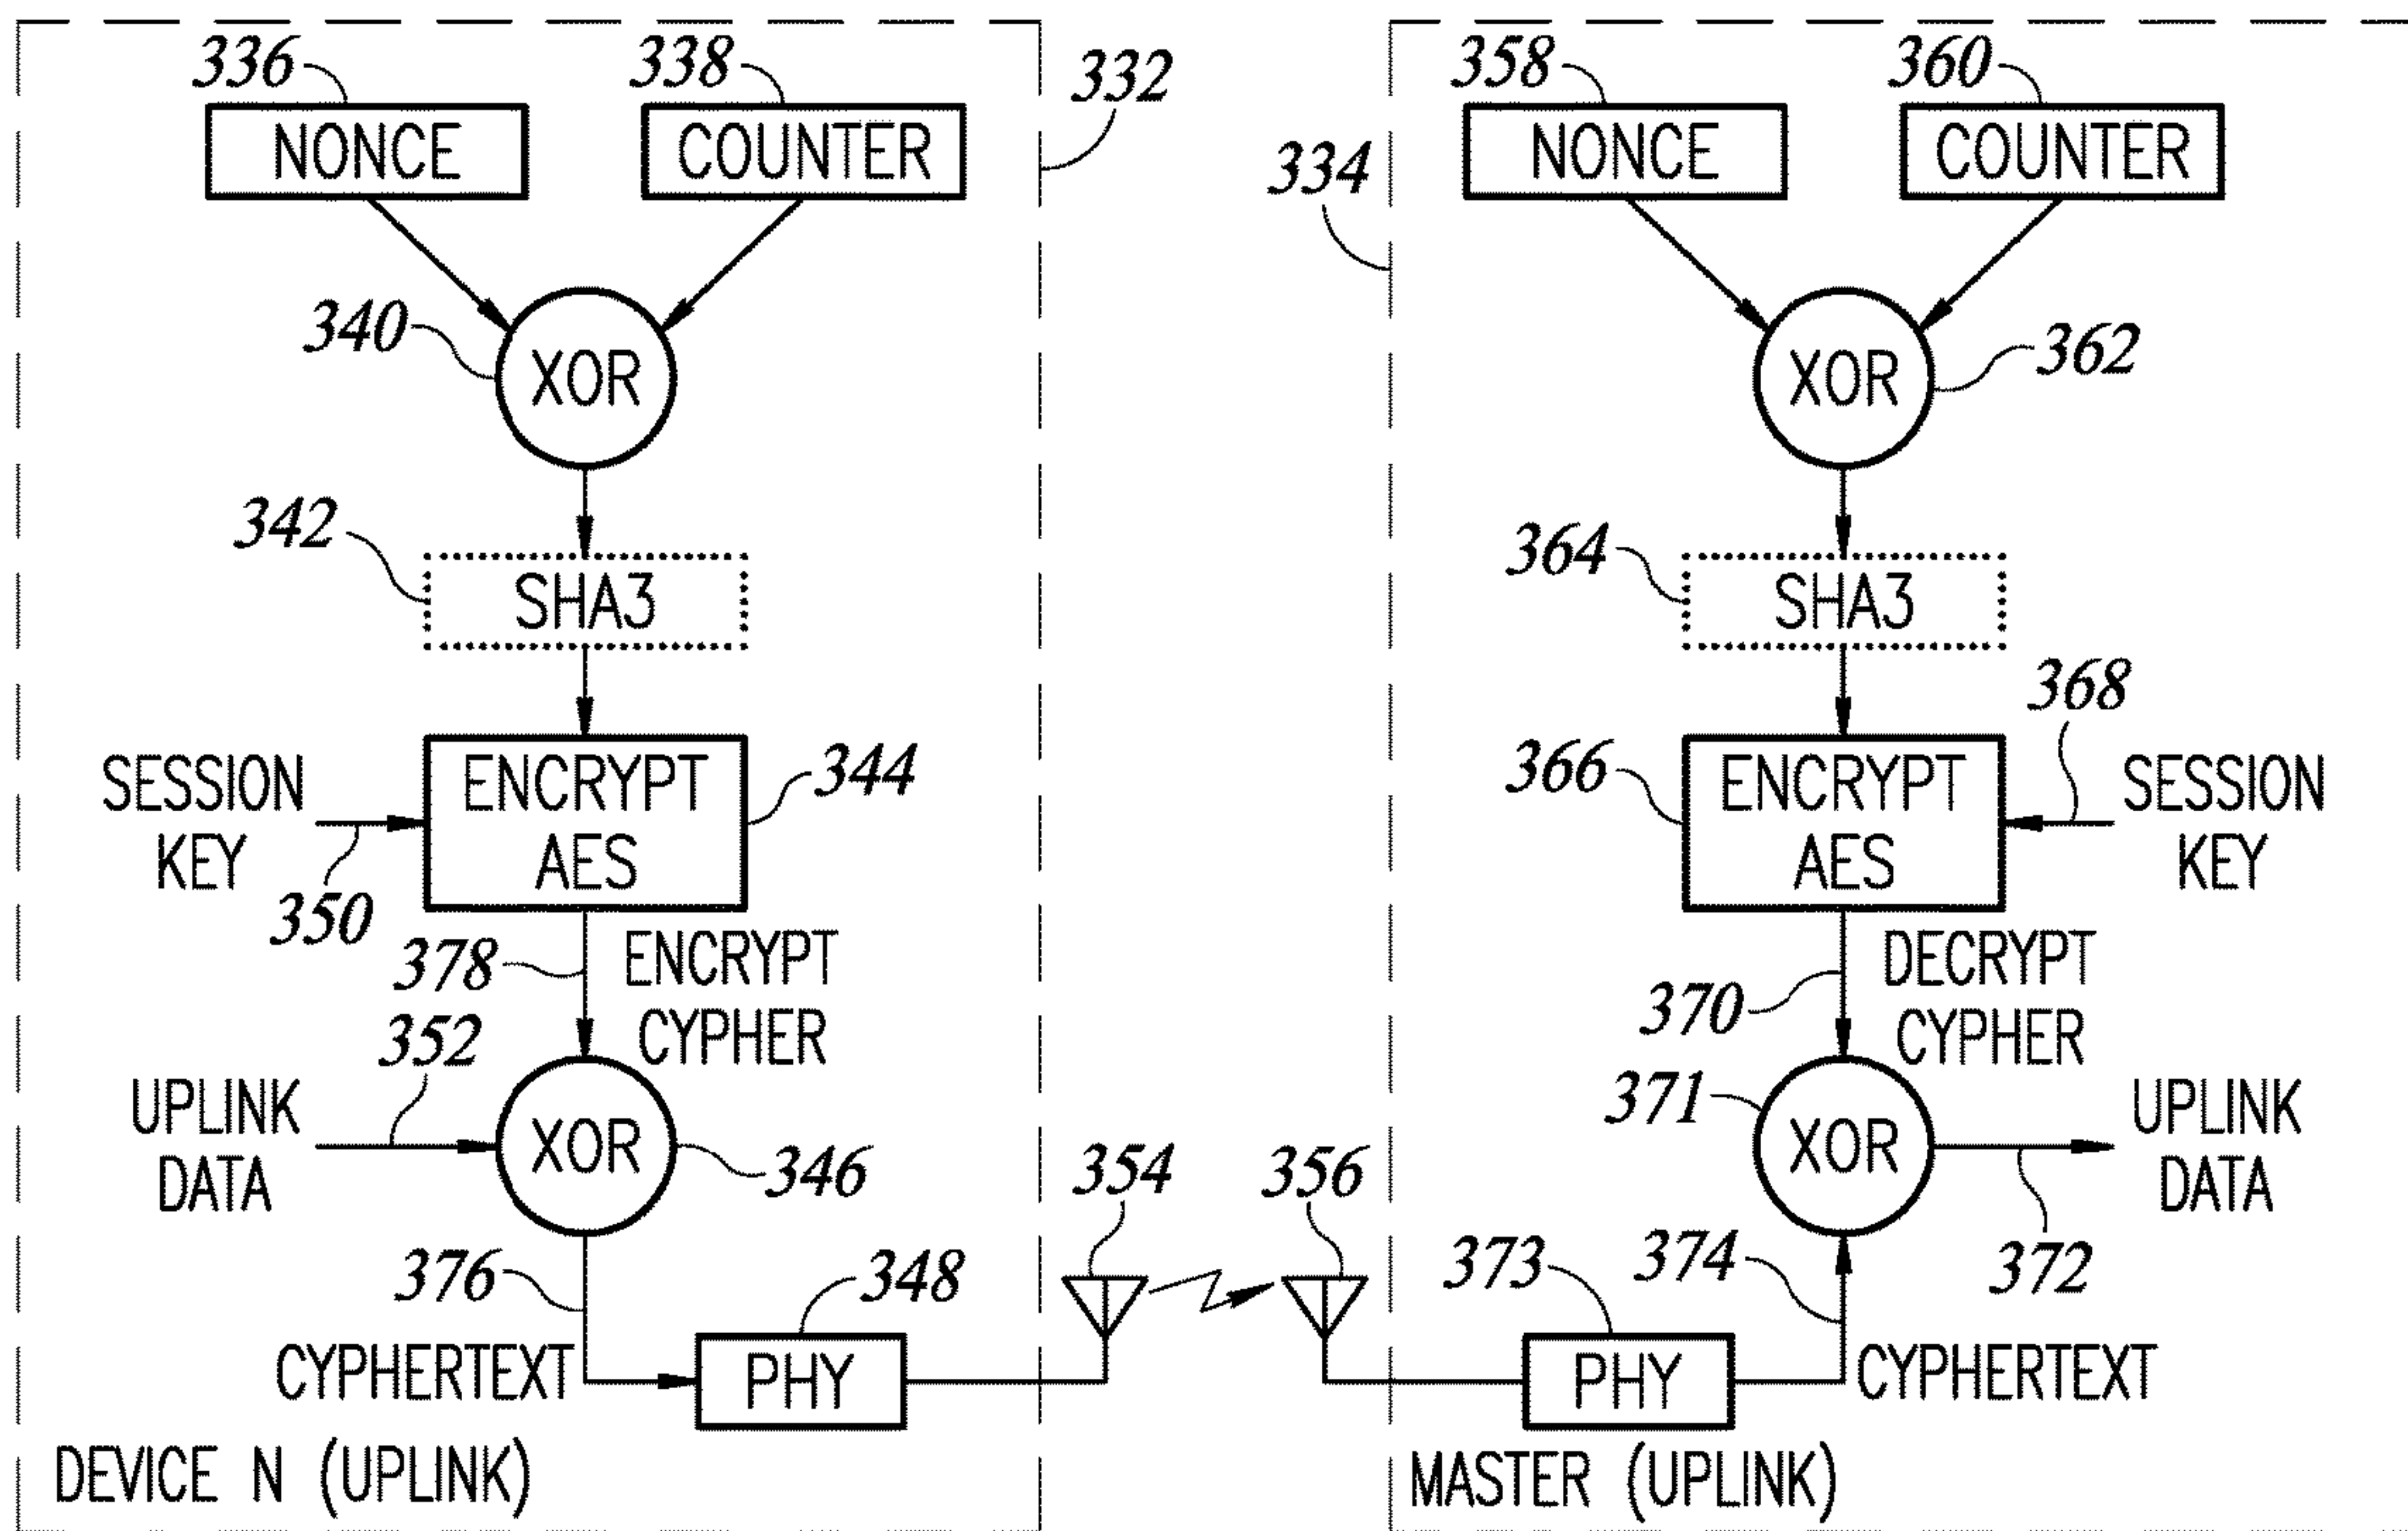 336
338
332
NONCE
COUNTER
340
XOR
342
SHA3
SESSION
KEY
350
ENCRYPT
AES
344
378
ENCRYPT
CYPHER
352
UPLINK
DATA
XOR
346
376
CYPHERTEXT
348
PHY
354
DEVICE N (UPLINK)
358
360
334
NONCE
COUNTER
XOR
362
364
SHA3
368
366
ENCRYPT
AES
SESSION
KEY
370
DECRYPT
CYPHER
371
XOR
UPLINK
DATA
372
356
373
374
PHY
CYPHERTEXT
MASTER (UPLINK)